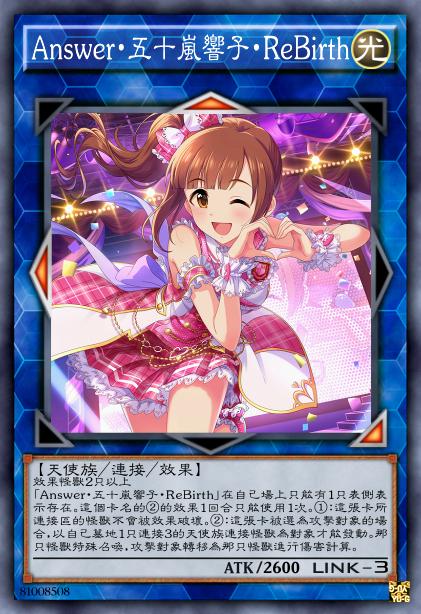 Answer・五十嵐響子・ReBirth 光
【天使族/連接/效果】
效果怪獸2只以上
「Answer・五十嵐響子・ReBirth」在自己場上只能有1只表側表
示存在。這個卡名的②的效果1回合只能使用1次。①:這張卡所
連接區的怪獸不會被效果破壞。②:這張卡被選為攻擊對象的場
合,以自己墓地1只連接3的天使族連接怪獸為對象才能發動。那
只怪獸特殊召喚,攻擊對象轉移為那只怪獸進行傷害計算。
ATK/2600 LINK-3
81008508